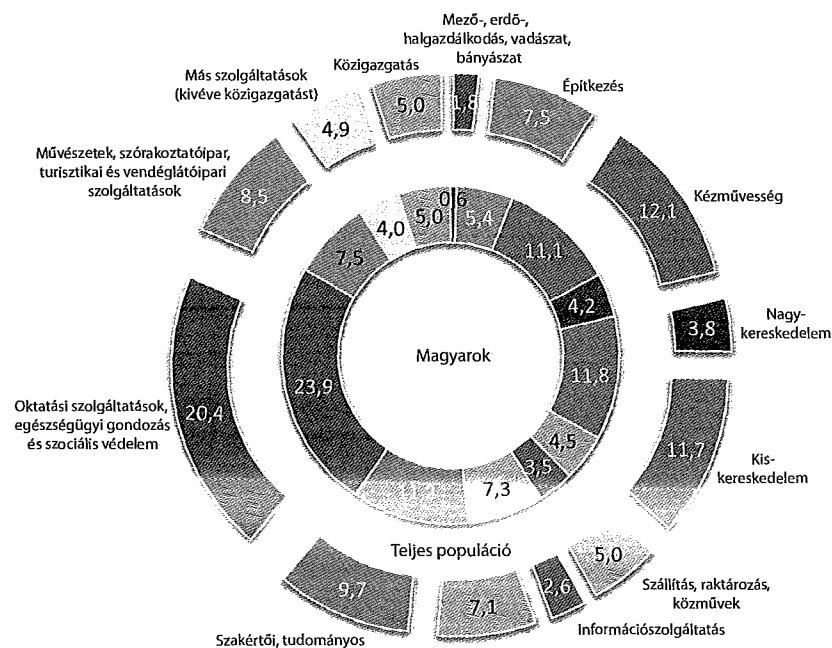 Mező-, erdő-,
halgazdálkodás, vadászat,
bányászat
Közigazgatás
Más szolgáltatások
(kivéve közigazgatást)
Építkezés
5,0
1,8
7,5
4,9
Művészetek, szórakoztatóipar,
turisztikai és vendéglátóipari
szolgáltatások
8,5
12,1
Kézművesség
0,6
5,0
5,4
4,0
7,5
11,1
4,2
3,8
Nagy-
kereskedelem
Magyarok
23,9
11,8
20,4
Oktatási szolgáltatások,
egészségügyi gondozás
és szociális védelem
11,7
Kis-
kereskedelem
4,5
3,5
7,3
Teljes populáció
5,0
Szállítás, raktározás,
közművek
9,7
7,1
2,6
Információszolgáltatás
Szakértői, tudományos